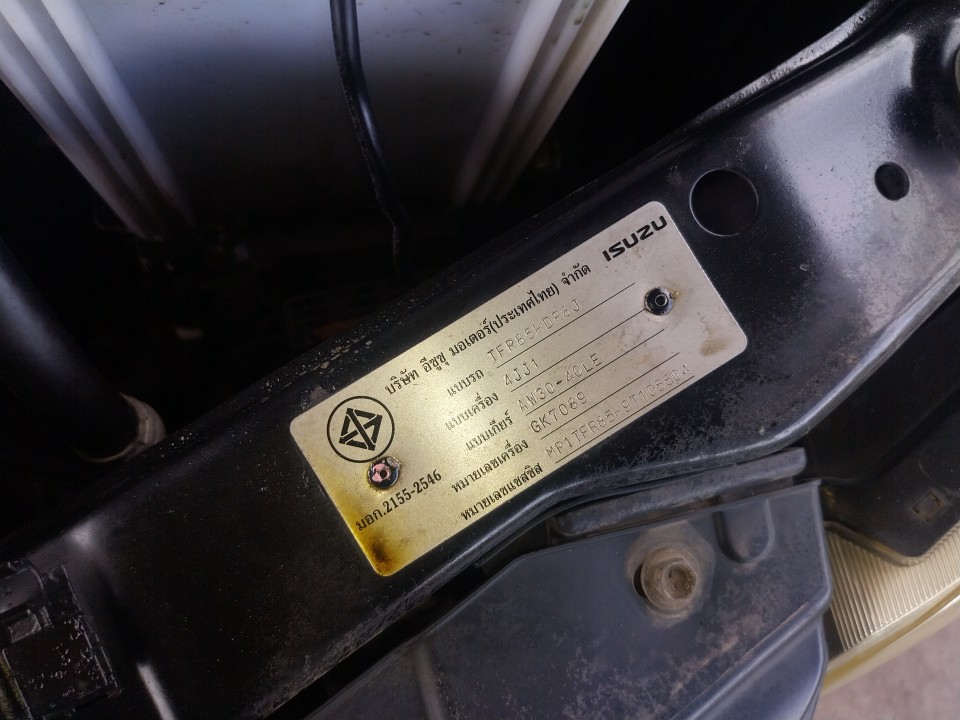 ISUZU
บริษัท อีซูซุ มอเตอร์(ประเทศไทย) จำกัด
แบบรถ
แบบเครื่อง 4JJ1
แบบเกียร์ AW30-40LE
หมายเลขเครื่อง GK7069
หมายเลขแชสซิส
มอก.2155-2546